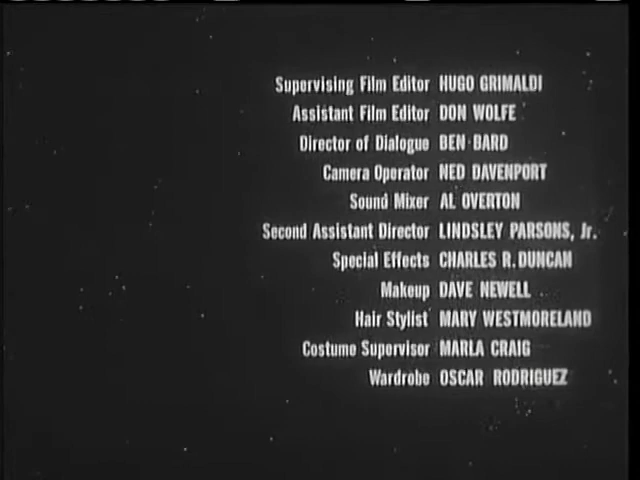 Supervising Film Editor HUGO GRIMALDI
Assistant Film Editor DON WOLFE
Director of Dialogue BEN BARD
Camera Operator NED DAVENPORT
Sound Mixer AL OVERTON
Second Assistant Director LINDSLEY PARSONS, Jr.
Special Effects CHARLES R. DUNCAN
Makeup DAVE NEWELL
Hair Stylist MARY WESTMORELAND
Costume Supervisor MARLA CRAIG
Wardrobe OSCAR RODRIGUEZ